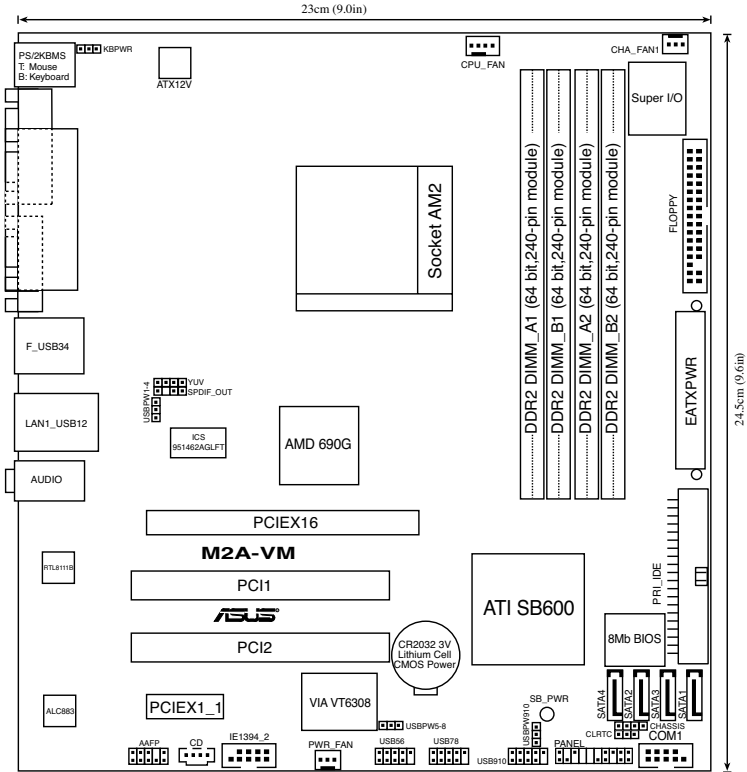 23cm (9.0in)
PS/2KBMS
T: Mouse
B: Keyboard
KBPWR
ATX12V
CPU_FAN
CHA_FAN1
Super I/O
Socket AM2
DDR2 DIMM_A1 (64 bit,240-pin module)
DDR2 DIMM_B1 (64 bit,240-pin module)
DDR2 DIMM_A2 (64 bit,240-pin module)
DDR2 DIMM_B2 (64 bit,240-pin module)
FLOPPY
24.5cm (9.6in)
F_USB34
EATXPWR
USBPW1-4
YUV
SPDIF_OUT
LAN1_USB12
ICS
951462AGLFT
AMD 690G
AUDIO
PCIEX16
M2A-VM
RTL8111B
PCI1
ASUS
PCI2
ATI SB600
PRI_IDE
8Mb BIOS
CR2032 3V
Lithium Cell
CMOS Power
ALC883
PCIEX1_1
VIA VT6308
USBPW5-8
SB_PWR
USBPW910
SATA4
SATA2
SATA3
SATA1
CHASSIS
CLRTC
COM1
AAFP
CD
IE1394_2
PWR_FAN
USB56
USB78
USB910
PANEL